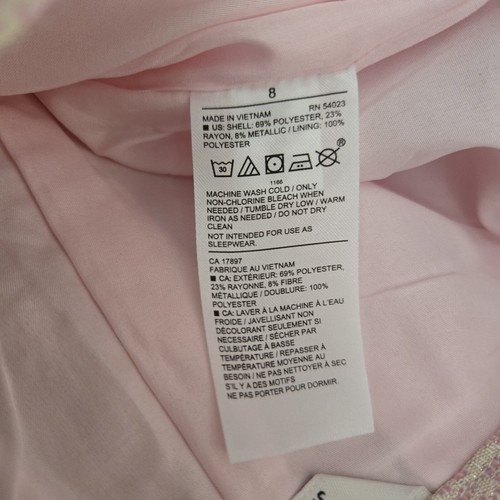 8
MADE IN VIETNAM RN 54023
■ US: SHELL: 69% POLYESTER, 23%
RAYON, 8% METALLIC / LINING: 100%
POLYESTER
30
®
1166
MACHINE WASH COLD / ONLY
NON-CHLORINE BLEACH WHEN
NEEDED / TUMBLE DRY LOW / WARM
IRON AS NEEDED / DO NOT DRY
CLEAN
NOT INTENDED FOR USE AS
SLEEPWEAR.
CA 17897
FABRIQUE AU VIETNAM
■ CA: EXTÉRIEUR: 69% POLYESTER,
23% RAYONNE, 8% FIBRE
MÉTALLIQUE / DOUBLURE: 100%
POLYESTER
■ CA: LAVER À LA MACHINE À L'EAU
FROIDE / JAVELLISANT NON
DÉCOLORANT SEULEMENT SI
NÉCESSAIRE / SÉCHER PAR
CULBUTAGE À BASSE
TEMPÉRATURE / REPASSER À
TEMPÉRATURE MOYENNE AU
BESOIN / NE PAS NETTOYER À SEC
S'IL Y A DES MOTIFS
NE PAS PORTER POUR DORMIR.